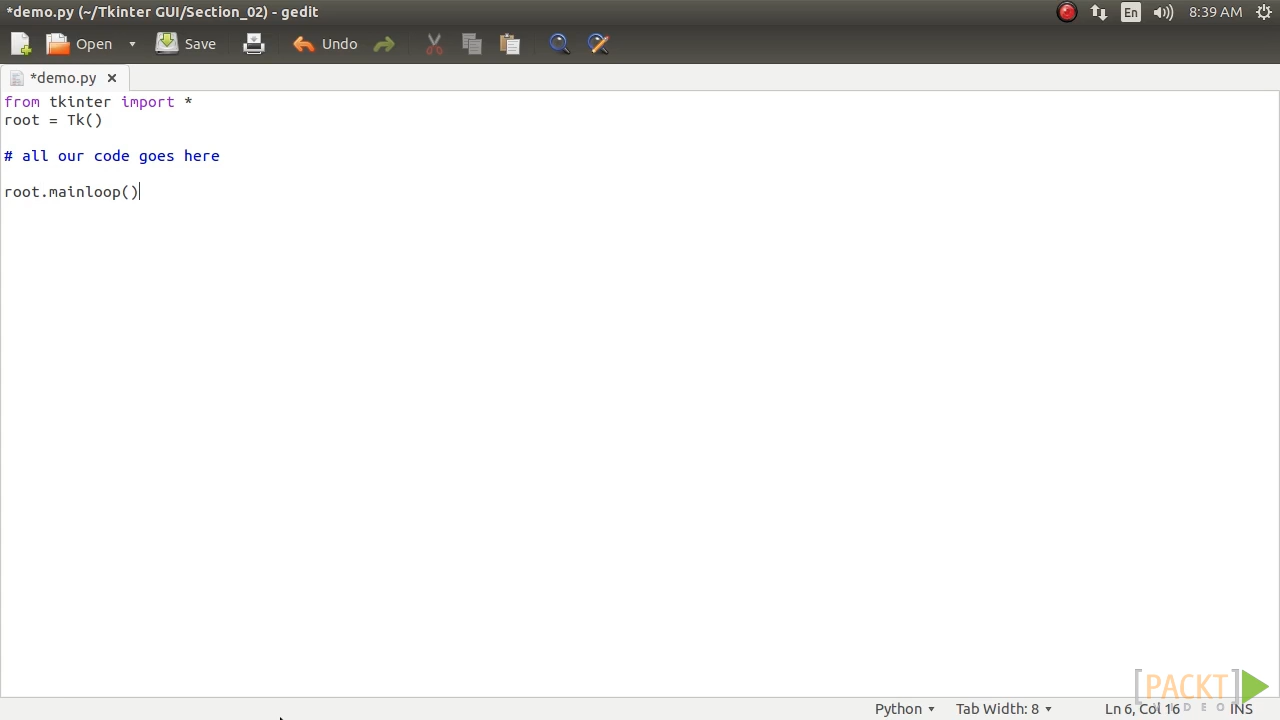 *demo.py (~/Tkinter GUI/Section_02) - gedit
En 8:39 AM
Open Save Undo
*demo.py
from tkinter import *
root = Tk()
# all our code goes here
root.mainloop()
[PACKT]
VIDEO
Python Tab Width: 8 Ln 6, Col 16 INS